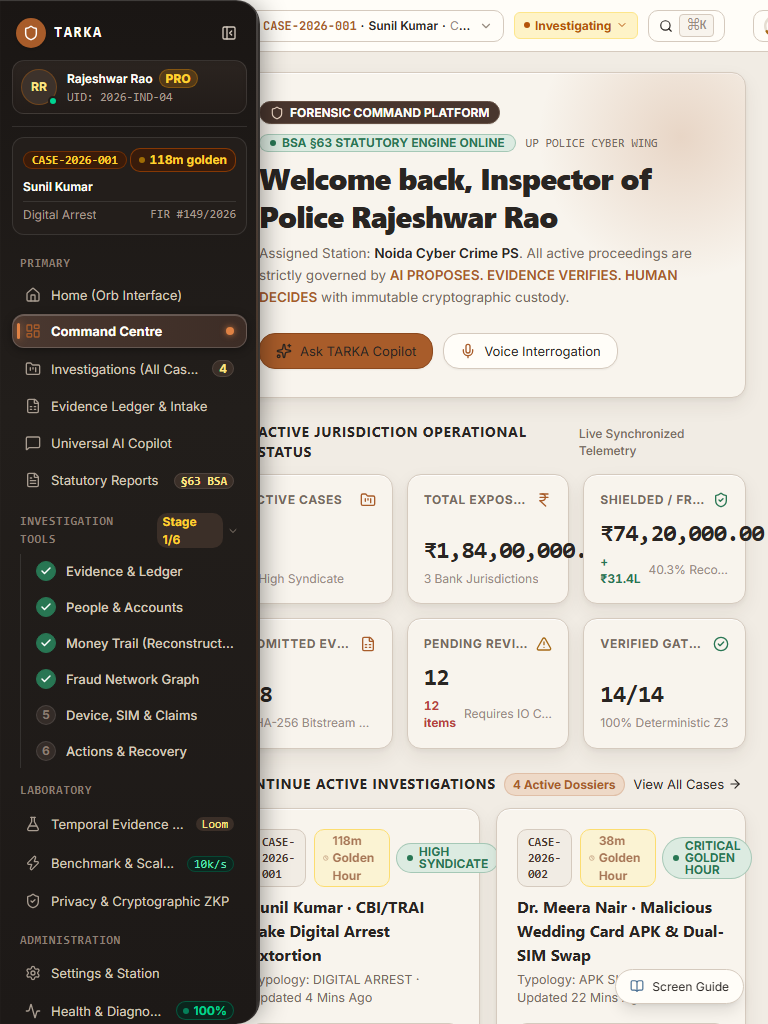 TARKA
RR
Rajeshwar Rao PRO
UID: 2026-IND-04
CASE-2026-001 118m golden
Sunil Kumar
Digital Arrest FIR #149/2026
PRIMARY
Home (Orb Interface)
Command Centre
Investigations (All Cas... 4
Evidence Ledger & Intake
Universal AI Copilot
Statutory Reports §63 BSA
INVESTIGATION TOOLS Stage 1/6
Evidence & Ledger
People & Accounts
Money Trail (Reconstruct...
Fraud Network Graph
5 Device, SIM & Claims
6 Actions & Recovery
LABORATORY
Temporal Evidence ... Loom
Benchmark & Scal... 10k/s
Privacy & Cryptographic ZKP
ADMINISTRATION
Settings & Station
Health & Diagno... 100%
CASE-2026-001 · Sunil Kumar · C...
Investigating
⌘K
FORENSIC COMMAND PLATFORM
BSA §63 STATUTORY ENGINE ONLINE UP POLICE CYBER WING
Welcome back, Inspector of
Police Rajeshwar Rao
Assigned Station: Noida Cyber Crime PS. All active proceedings are
strictly governed by AI PROPOSES. EVIDENCE VERIFIES. HUMAN
DECIDES with immutable cryptographic custody.
Ask TARKA Copilot Voice Interrogation
ACTIVE JURISDICTION OPERATIONAL
STATUS
Live Synchronized
Telemetry
CTIVE CASES
High Syndicate
TOTAL EXPOS... ₹
₹1,84,00,000.
3 Bank Jurisdictions
SHIELDED / FR...
₹74,20,000.00
+
₹31.4L 40.3% Reco...
DMITTED EV...
8
HA-256 Bitstream ...
PENDING REVI...
12
12
items Requires IO C...
VERIFIED GAT...
14/14
100% Deterministic Z3
NTINUE ACTIVE INVESTIGATIONS 4 Active Dossiers View All Cases →
CASE-
2026-
001
118m
Golden
Hour
HIGH
SYNDICATE
unil Kumar · CBI/TRAI
ake Digital Arrest
xtortion
ypology: DIGITAL ARREST ·
pdated 4 Mins Ago
CASE-
2026-
002
38m
Golden
Hour
CRITICAL
GOLDEN
HOUR
Dr. Meera Nair · Malicious
Wedding Card APK & Dual-
SIM Swap
Typology: APK S
Updated 22 Mins
Screen Guide